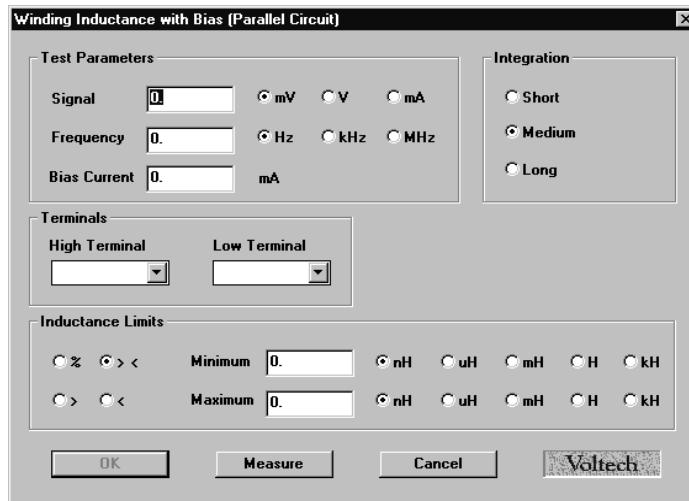 Winding Inductance with Bias (Parallel Circuit)
Test Parameters
Signal 0. mV V mA
Frequency 0. Hz kHz MHz
Bias Current 0. mA
Integration
Short
Medium
Long
Terminals
High Terminal Low Terminal
Inductance Limits
% > < Minimum 0. nH uH mH H kH
> < Maximum 0. nH uH mH H kH
OK Measure Cancel Voltech